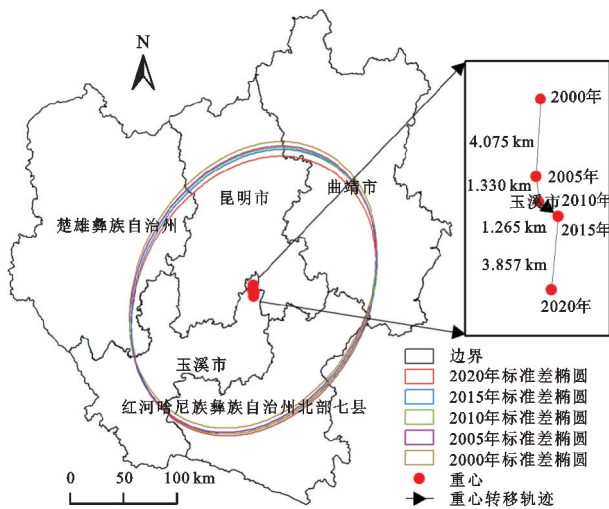 N
昆明市
曲靖市
楚雄彝族自治州
玉溪市
红河哈尼族彝族自治州北部七县
0 50 100 km
2000年
4.075 km
2005年
1.330 km
玉溪市
2010年
2015年
1.265 km
3.857 km
2020年
边界
2020年标准差椭圆
2015年标准差椭圆
2010年标准差椭圆
2005年标准差椭圆
2000年标准差椭圆
重心
重心转移轨迹